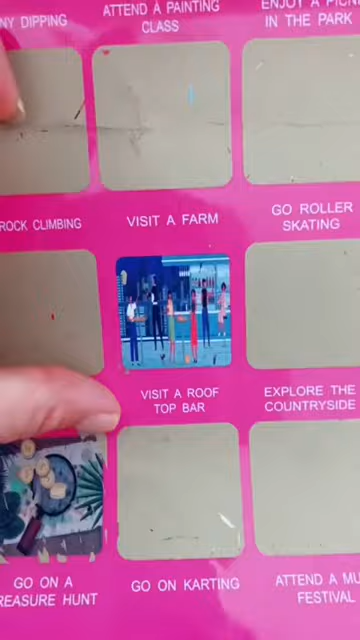 NY DIPPING
ATTEND A PAINTING
CLASS
ENJOY A PICNI
IN THE PARK
ROCK CLIMBING
VISIT A FARM
GO ROLLER
SKATING
VISIT A ROOF
TOP BAR
EXPLORE THE
COUNTRYSIDE
GO ON A
REASURE HUNT
GO ON KARTING
ATTEND A MU
FESTIVAL